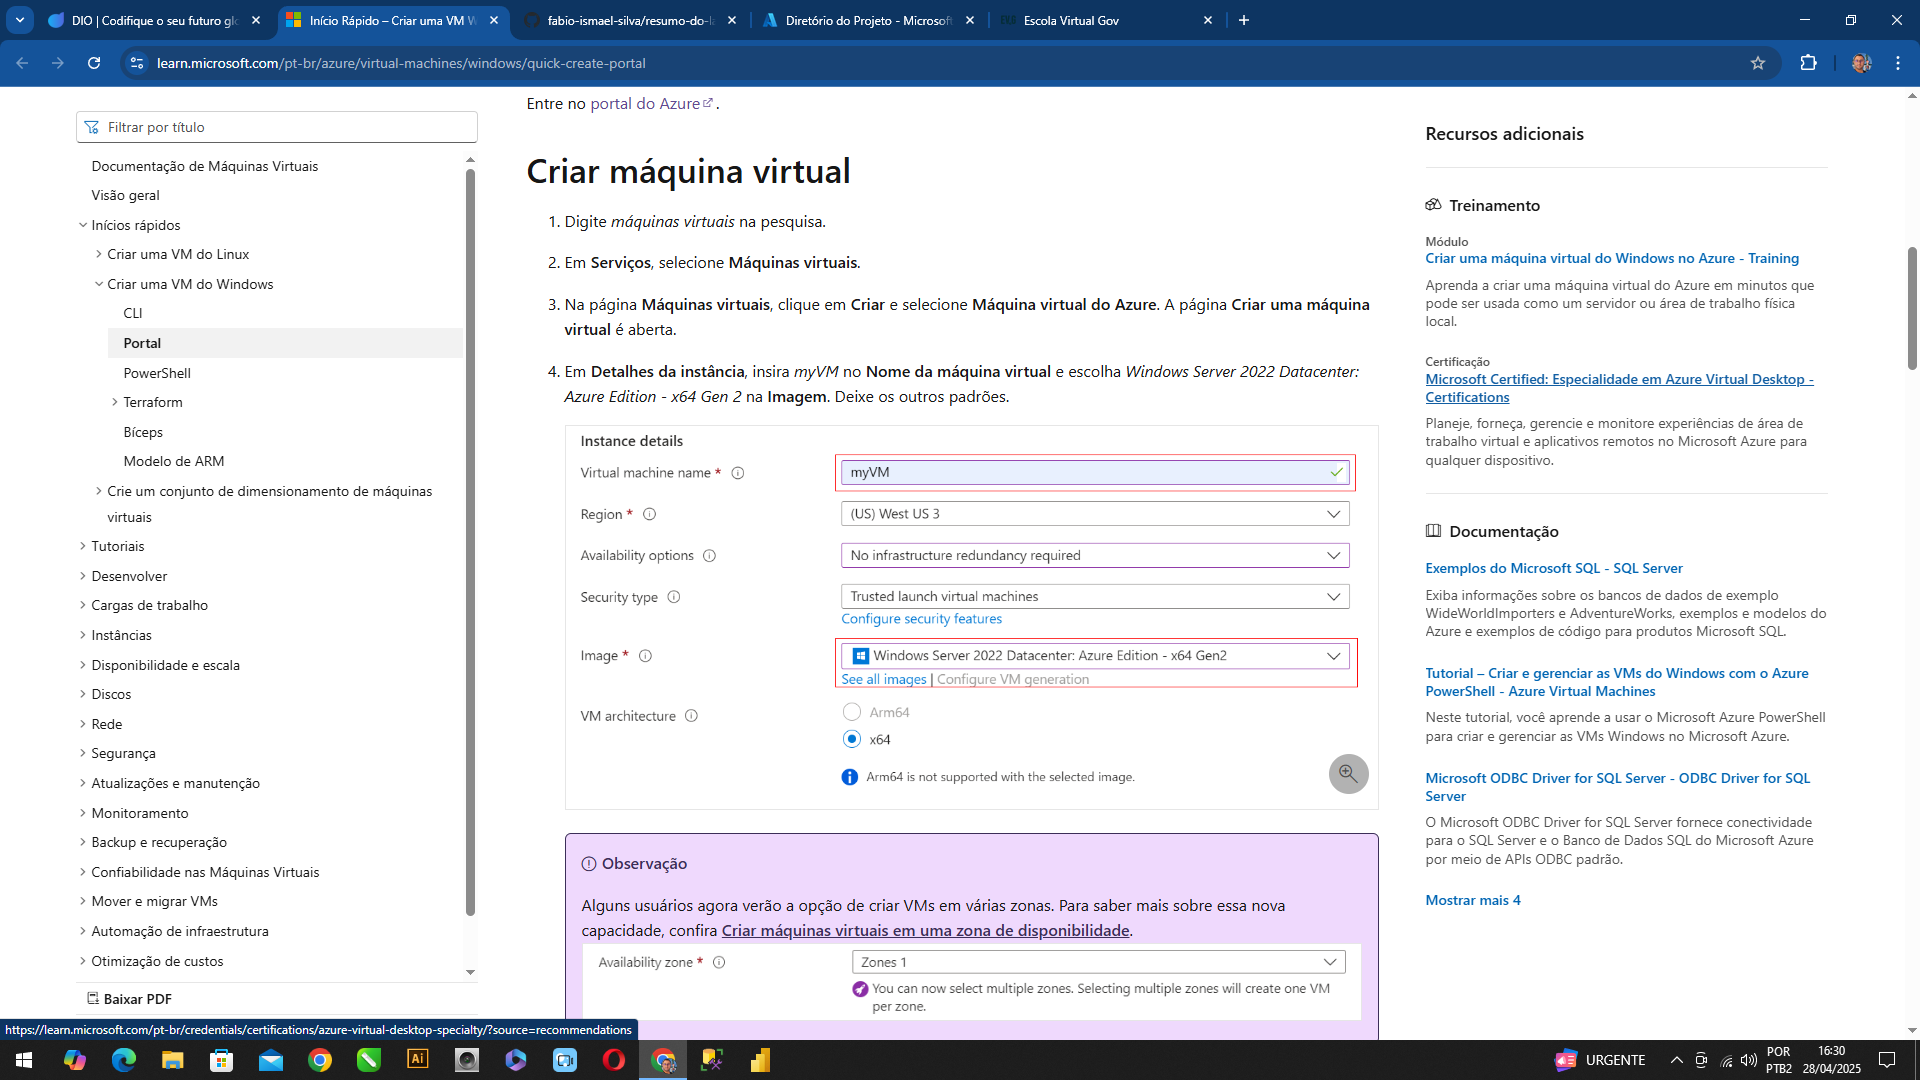 DIO | Codifique o seu futuro glo
Início Rápido – Criar uma VM W
fabio-ismael-silva/resumo-do-la
Diretório do Projeto - Microsoft
Escola Virtual Gov
learn.microsoft.com/pt-br/azure/virtual-machines/windows/quick-create-portal
Filtrar por título
Documentação de Máquinas Virtuais
Visão geral
Inícios rápidos
Criar uma VM do Linux
Criar uma VM do Windows
CLI
Portal
PowerShell
Terraform
Bíceps
Modelo de ARM
Crie um conjunto de dimensionamento de máquinas
virtuais
Tutoriais
Desenvolver
Cargas de trabalho
Instâncias
Disponibilidade e escala
Discos
Rede
Segurança
Atualizações e manutenção
Monitoramento
Backup e recuperação
Confiabilidade nas Máquinas Virtuais
Mover e migrar VMs
Automação de infraestrutura
Otimização de custos
Baixar PDF
Entre no portal do Azure .
Criar máquina virtual
1. Digite máquinas virtuais na pesquisa.
2. Em Serviços, selecione Máquinas virtuais.
3. Na página Máquinas virtuais, clique em Criar e selecione Máquina virtual do Azure. A página Criar uma máquina
virtual é aberta.
4. Em Detalhes da instância, insira myVM no Nome da máquina virtual e escolha Windows Server 2022 Datacenter:
Azure Edition - x64 Gen 2 na Imagem. Deixe os outros padrões.
Instance details
Virtual machine name * myVM
Region * (US) West US 3
Availability options No infrastructure redundancy required
Security type Trusted launch virtual machines
Configure security features
Image * Windows Server 2022 Datacenter: Azure Edition - x64 Gen2
See all images | Configure VM generation
VM architecture Arm64
x64
Arm64 is not supported with the selected image.
Observação
Alguns usuários agora verão a opção de criar VMs em várias zonas. Para saber mais sobre essa nova
capacidade, confira Criar máquinas virtuais em uma zona de disponibilidade.
Availability zone * Zones 1
You can now select multiple zones. Selecting multiple zones will create one VM
per zone.
Recursos adicionais
Treinamento
Módulo
Criar uma máquina virtual do Windows no Azure - Training
Aprenda a criar uma máquina virtual do Azure em minutos que
pode ser usada como um servidor ou área de trabalho física
local.
Certificação
Microsoft Certified: Especialidade em Azure Virtual Desktop -
Certifications
Planeje, forneça, gerencie e monitore experiências de área de
trabalho virtual e aplicativos remotos no Microsoft Azure para
qualquer dispositivo.
Documentação
Exemplos do Microsoft SQL - SQL Server
Exiba informações sobre os bancos de dados de exemplo
WideWorldImporters e AdventureWorks, exemplos e modelos do
Azure e exemplos de código para produtos Microsoft SQL.
Tutorial – Criar e gerenciar as VMs do Windows com o Azure
PowerShell - Azure Virtual Machines
Neste tutorial, você aprende a usar o Microsoft Azure PowerShell
para criar e gerenciar as VMs Windows no Microsoft Azure.
Microsoft ODBC Driver for SQL Server - ODBC Driver for SQL
Server
O Microsoft ODBC Driver for SQL Server fornece conectividade
para o SQL Server e o Banco de Dados SQL do Microsoft Azure
por meio de APIs ODBC padrão.
Mostrar mais 4
https://learn.microsoft.com/pt-br/credentials/certifications/azure-virtual-desktop-specialty/?source=recommendations
Ai
URGENTE
POR
PTB2
16:30
28/04/2025